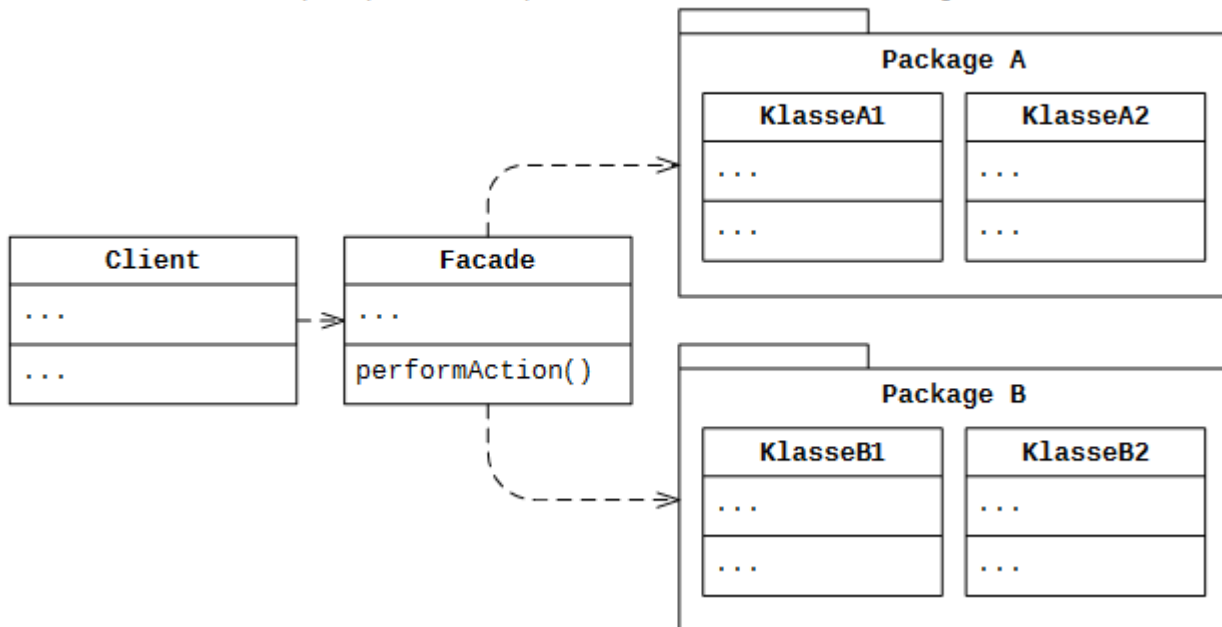 Package A
KlasseA1
KlasseA2
...
...
...
...
Client
...
...
Facade
...
performAction()
Package B
KlasseB1
KlasseB2
...
...
...
...